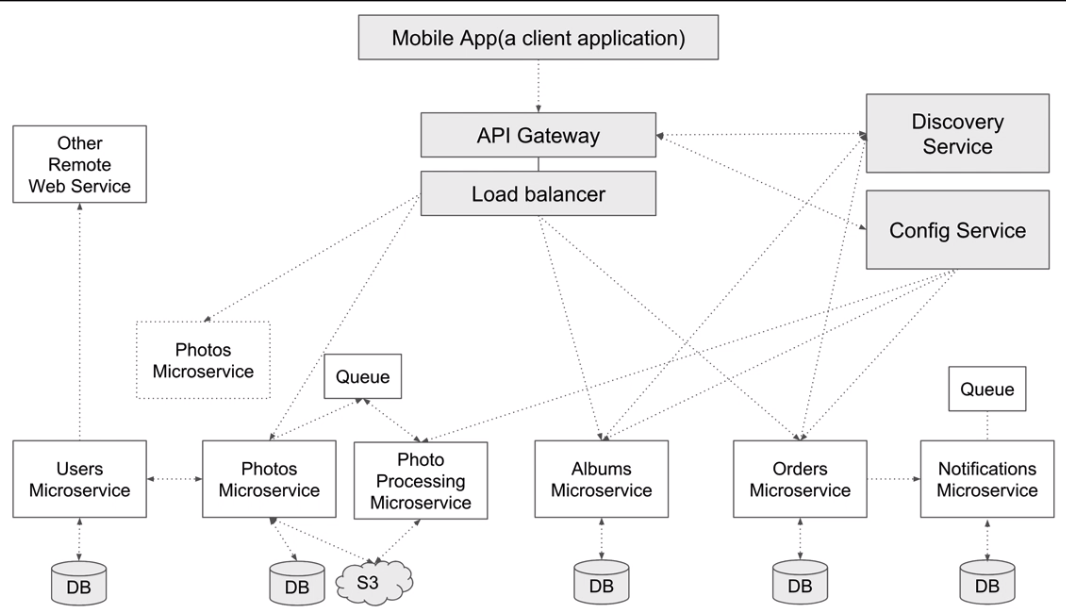 Mobile App(a client application)
API Gateway
Load balancer
Discovery
Service
Config Service
Other
Remote
Web Service
Photos
Microservice
Queue
Queue
Users
Microservice
Photos
Microservice
Photo
Processing
Microservice
Albums
Microservice
Orders
Microservice
Notifications
Microservice
DB
DB
S3
DB
DB
DB